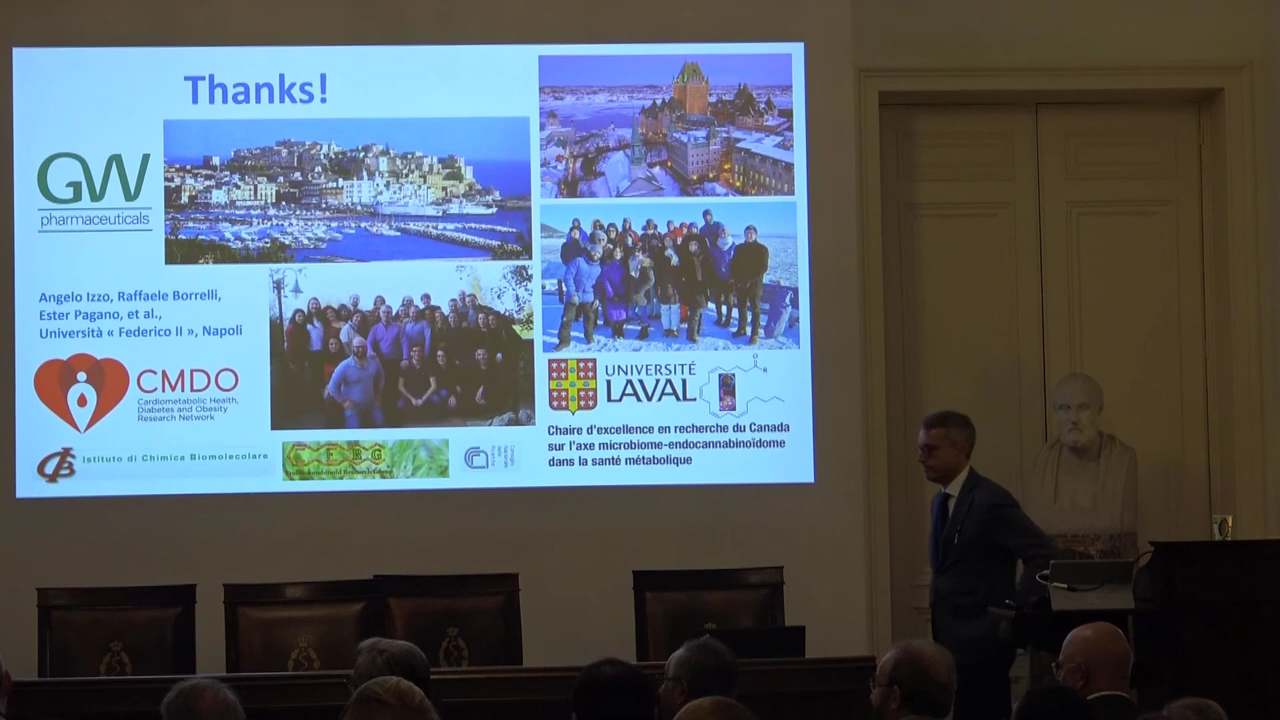 Thanks!
GW
pharmaceuticals
Angelo Izzo, Raffaele Borrelli,
Ester Pagano, et al.,
Università « Federico II », Napoli
CMDO
Cardiometabolic Health,
Diabetes and Obesity
Research Network
Istituto di Chimica Biomolecolare
UNIVERSITÉ
LAVAL
O
R
Chaire d'excellence en recherche du Canada
sur l'axe microbiome-endocannabinoïdome
dans la santé métabolique